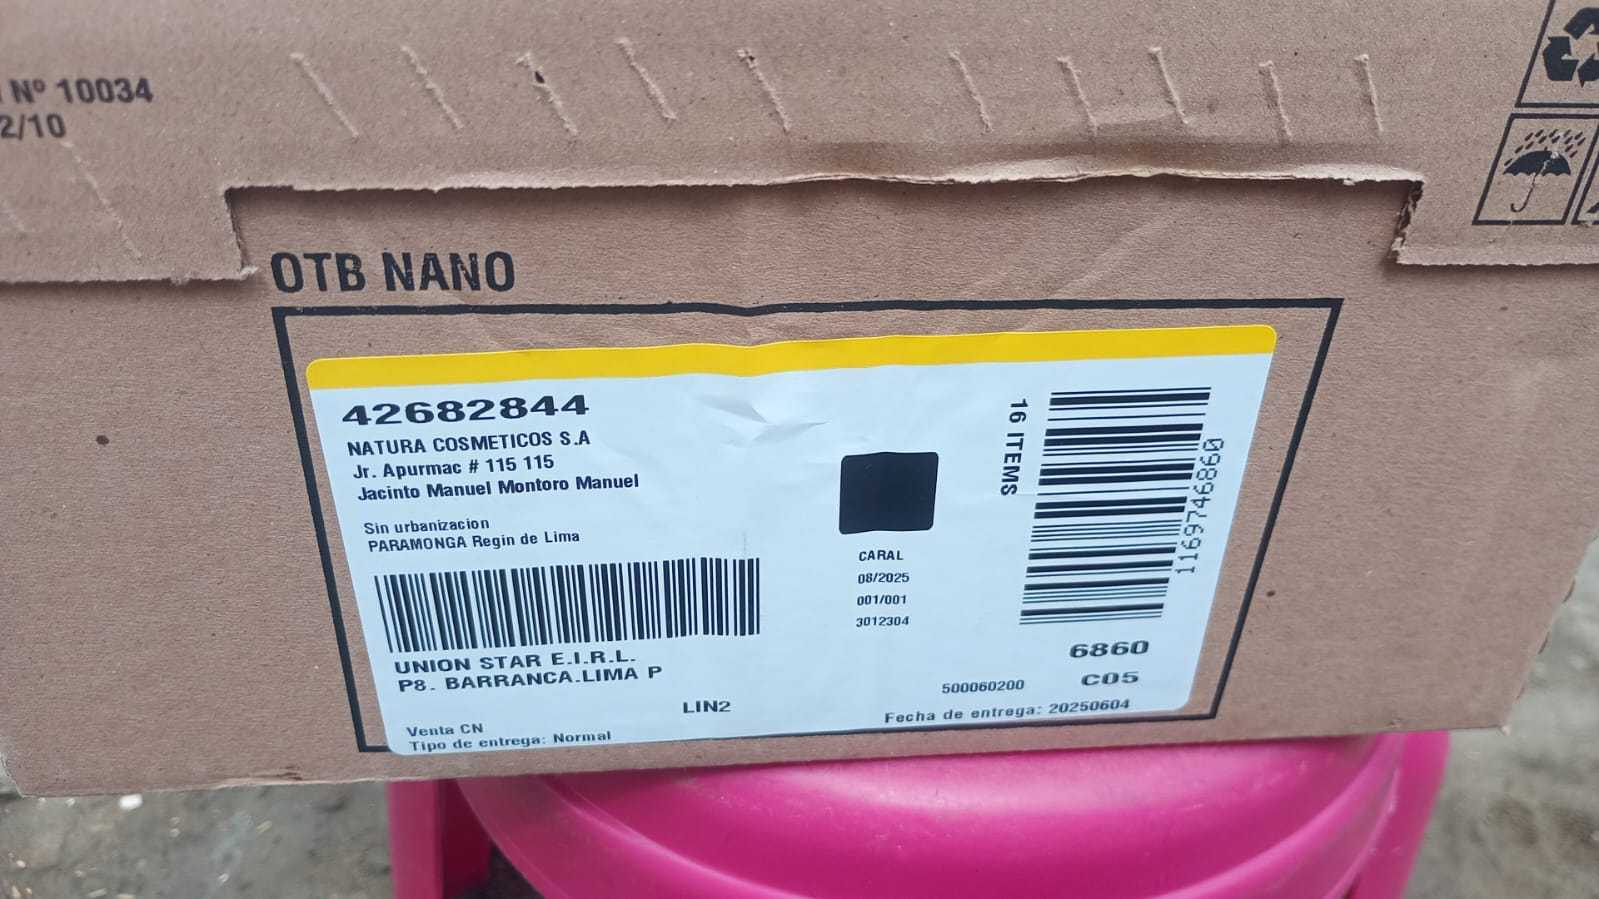 Nº 10034
2/10
OTB NANO
42682844
NATURA COSMETICOS S.A
Jr. Apurmac # 115 115
Jacinto Manuel Montoro Manuel
Sin urbanizacion
PARAMONGA Regin de Lima
UNION STAR E.I.R.L.
P8. BARRANCA.LIMA P
LIN2
Venta CN
Tipo de entrega: Normal
CARAL
08/2025
001/001
3012304
16 ITEMS
1169746860
6860
500060200
C05
Fecha de entrega: 20250604